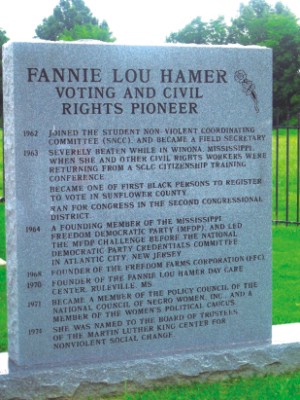 FANNIE LOU HAMER
VOTING AND CIVIL
RIGHTS PIONEER
1962 JOINED THE STUDENT NON-VIOLENT COORDINATING
COMMITTEE (SNCC), AND BECAME A FIELD SECRETARY
1963 SEVERELY BEATEN WHILE IN WINONA, MISSISSIPPI,
WHEN SHE AND OTHER CIVIL RIGHTS WORKERS WERE
RETURNING FROM A SCLC CITIZENSHIP TRAINING
CONFERENCE.
BECAME ONE OF FIRST BLACK PERSONS TO REGISTER
TO VOTE IN SUNFLOWER COUNTY.
RAN FOR CONGRESS IN THE SECOND CONGRESSIONAL
DISTRICT.
1964 A FOUNDING MEMBER OF THE MISSISSIPPI
FREEDOM DEMOCRATIC PARTY (MFDP), AND LED
THE MFDP CHALLENGE BEFORE THE NATIONAL
DEMOCRATIC PARTY CREDENTIALS COMMITTEE
IN ATLANTIC CITY, NEW JERSEY
1968 FOUNDER OF THE FREEDOM FARMS CORPORATION (FFC).
1970 FOUNDER OF THE FANNIE LOU HAMER DAY CARE
CENTER, RULEVILLE, MS
1971 BECAME A MEMBER OF THE POLICY COUNCIL OF THE
NATIONAL COUNCIL OF NEGRO WOMEN, INC., AND A
MEMBER OF THE WOMEN'S POLITICAL CAUCUS.
1974 SHE WAS NAMED TO THE BOARD OF TRUSTEES
OF THE MARTIN LUTHER KING CENTER FOR
NONVIOLENT SOCIAL CHANGE